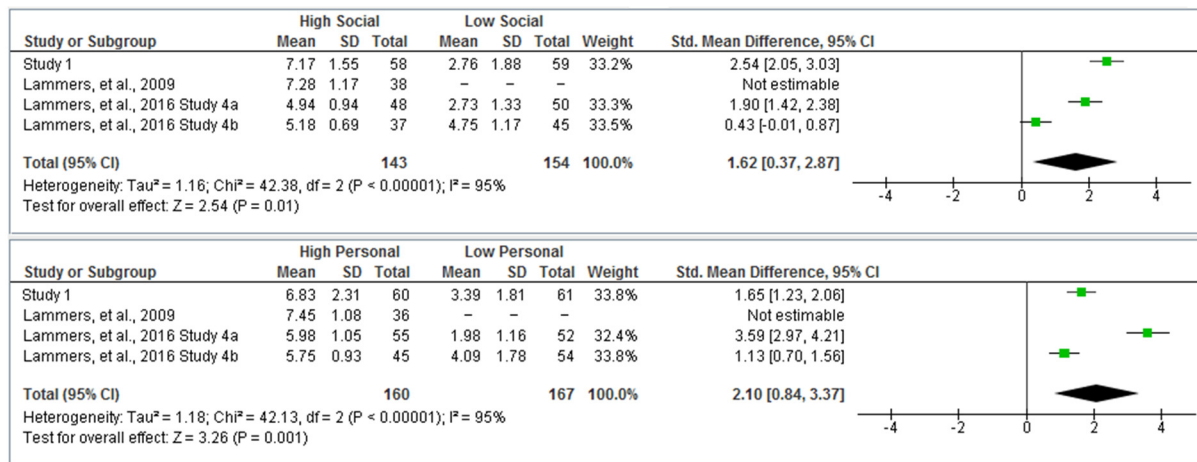 High Social Low Social
Study or Subgroup Mean SD Total Mean SD Total Weight Std. Mean Difference, 95% CI
Study 1 7.17 1.55 58 2.76 1.88 59 33.2% 2.54 [2.05, 3.03]
Lammers, et al., 2009 7.28 1.17 38 – – – Not estimable
Lammers, et al., 2016 Study 4a 4.94 0.94 48 2.73 1.33 50 33.3% 1.90 [1.42, 2.38]
Lammers, et al., 2016 Study 4b 5.18 0.69 37 4.75 1.17 45 33.5% 0.43 [-0.01, 0.87]
Total (95% CI) 143 154 100.0% 1.62 [0.37, 2.87]
Heterogeneity: Tau² = 1.16; Chi² = 42.38, df = 2 (P < 0.00001); I² = 95%
Test for overall effect: Z = 2.54 (P = 0.01)
-4 -2 0 2 4
High Personal Low Personal
Study or Subgroup Mean SD Total Mean SD Total Weight Std. Mean Difference, 95% CI
Study 1 6.83 2.31 60 3.39 1.81 61 33.8% 1.65 [1.23, 2.06]
Lammers, et al., 2009 7.45 1.08 36 – – – Not estimable
Lammers, et al., 2016 Study 4a 5.98 1.05 55 1.98 1.16 52 32.4% 3.59 [2.97, 4.21]
Lammers, et al., 2016 Study 4b 5.75 0.93 45 4.09 1.78 54 33.8% 1.13 [0.70, 1.56]
Total (95% CI) 160 167 100.0% 2.10 [0.84, 3.37]
Heterogeneity: Tau² = 1.18; Chi² = 42.13, df = 2 (P < 0.00001); I² = 95%
Test for overall effect: Z = 3.26 (P = 0.001)
-4 -2 0 2 4